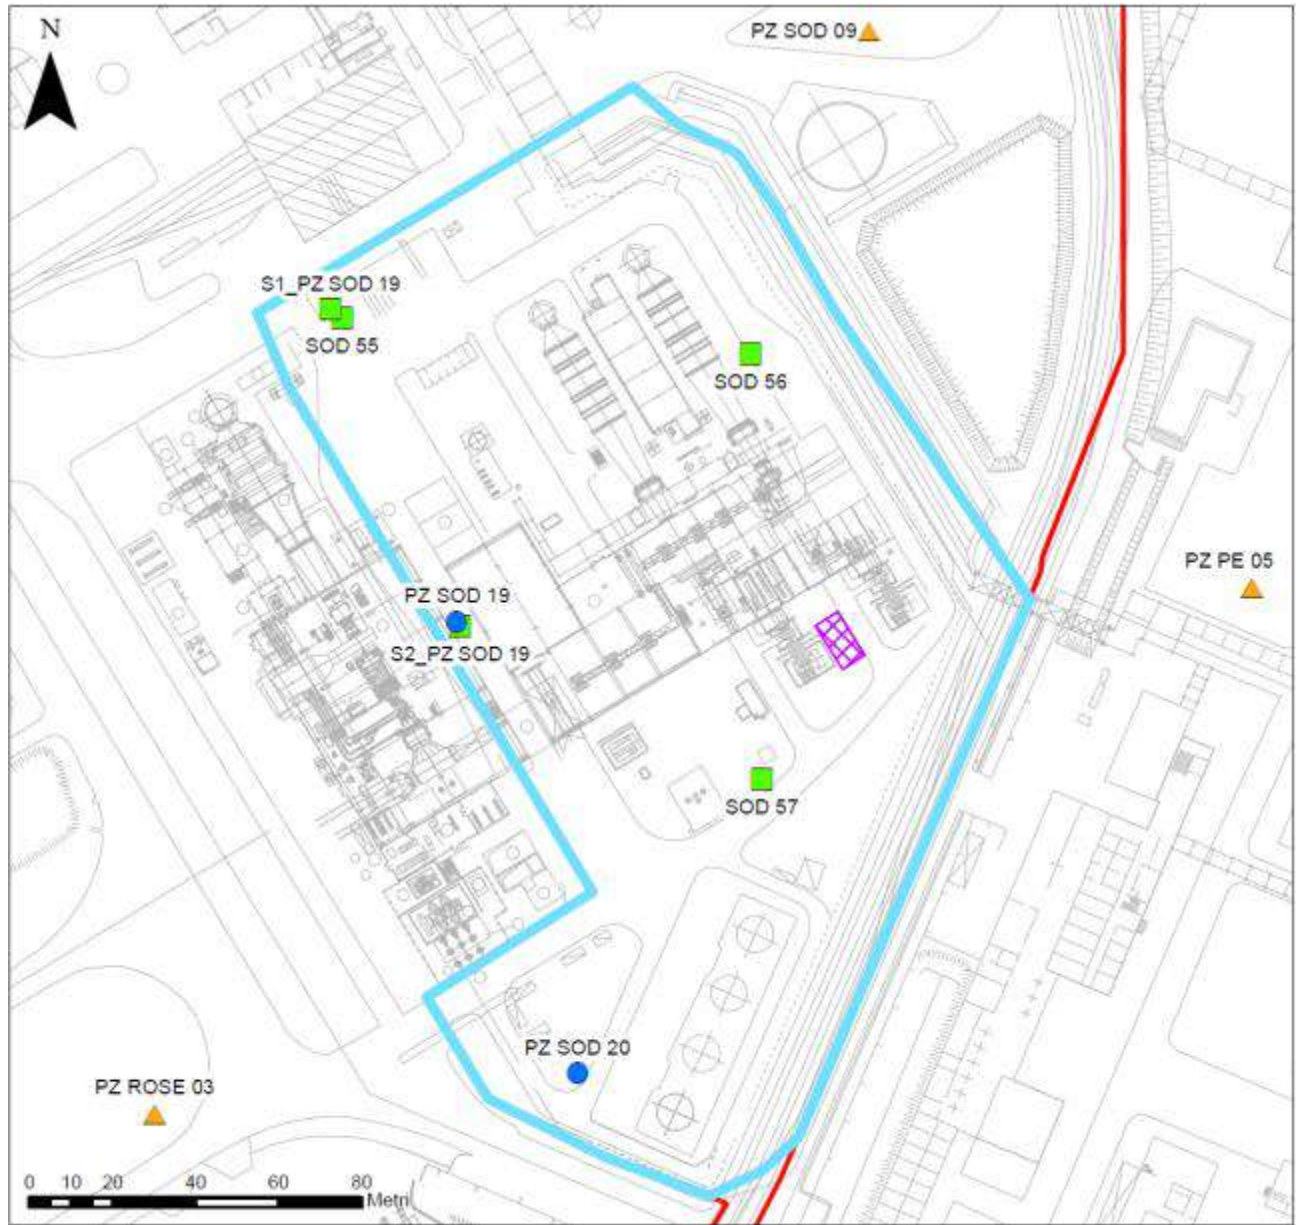 N
PZ SOD 09
S1_PZ SOD 19
SOD 55
SOD 56
PZ PE 05
PZ SOD 19
S2_PZ SOD 19
SOD 57
PZ SOD 20
PZ ROSE 03
0 10 20 40 60 80
Metri